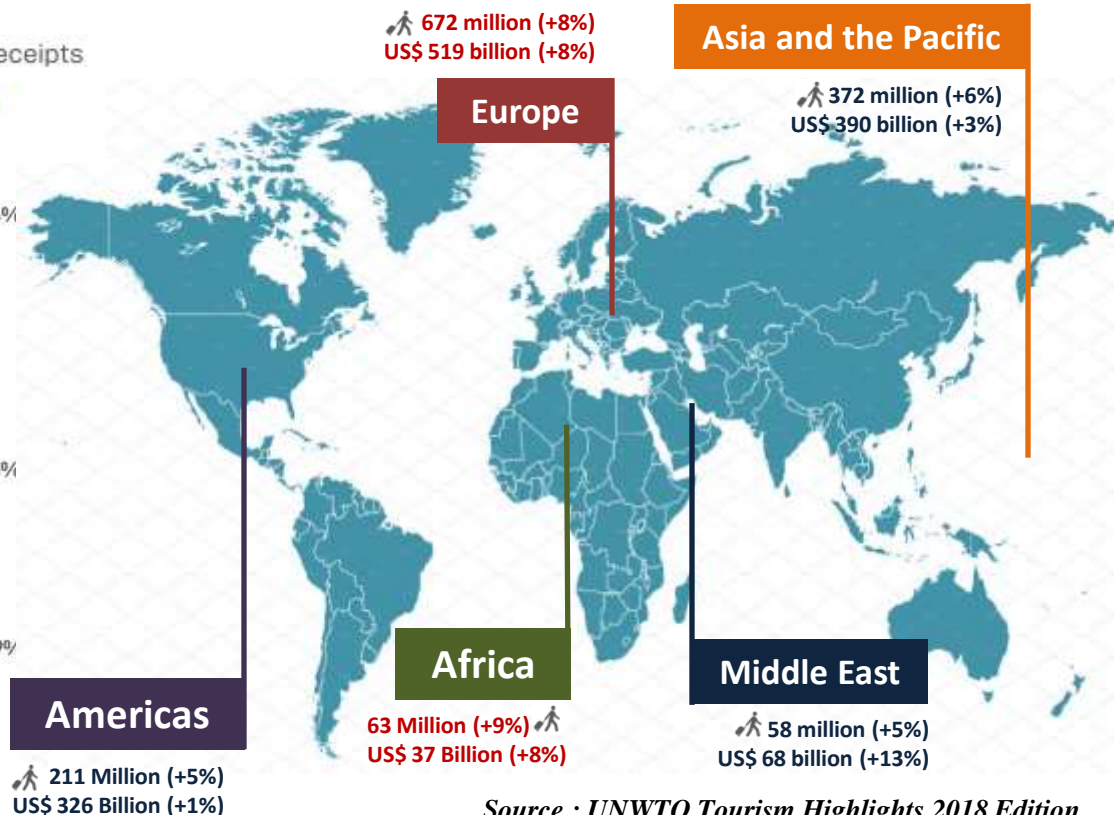 eceipts
672 million (+8%)
US$ 519 billion (+8%)
Europe
Asia and the Pacific
372 million (+6%)
US$ 390 billion (+3%)
%
%
%
Americas
211 Million (+5%)
US$ 326 Billion (+1%)
Africa
63 Million (+9%)
US$ 37 Billion (+8%)
Middle East
58 million (+5%)
US$ 68 billion (+13%)
Source : UNWTO Tourism Highlights 2018 Edition